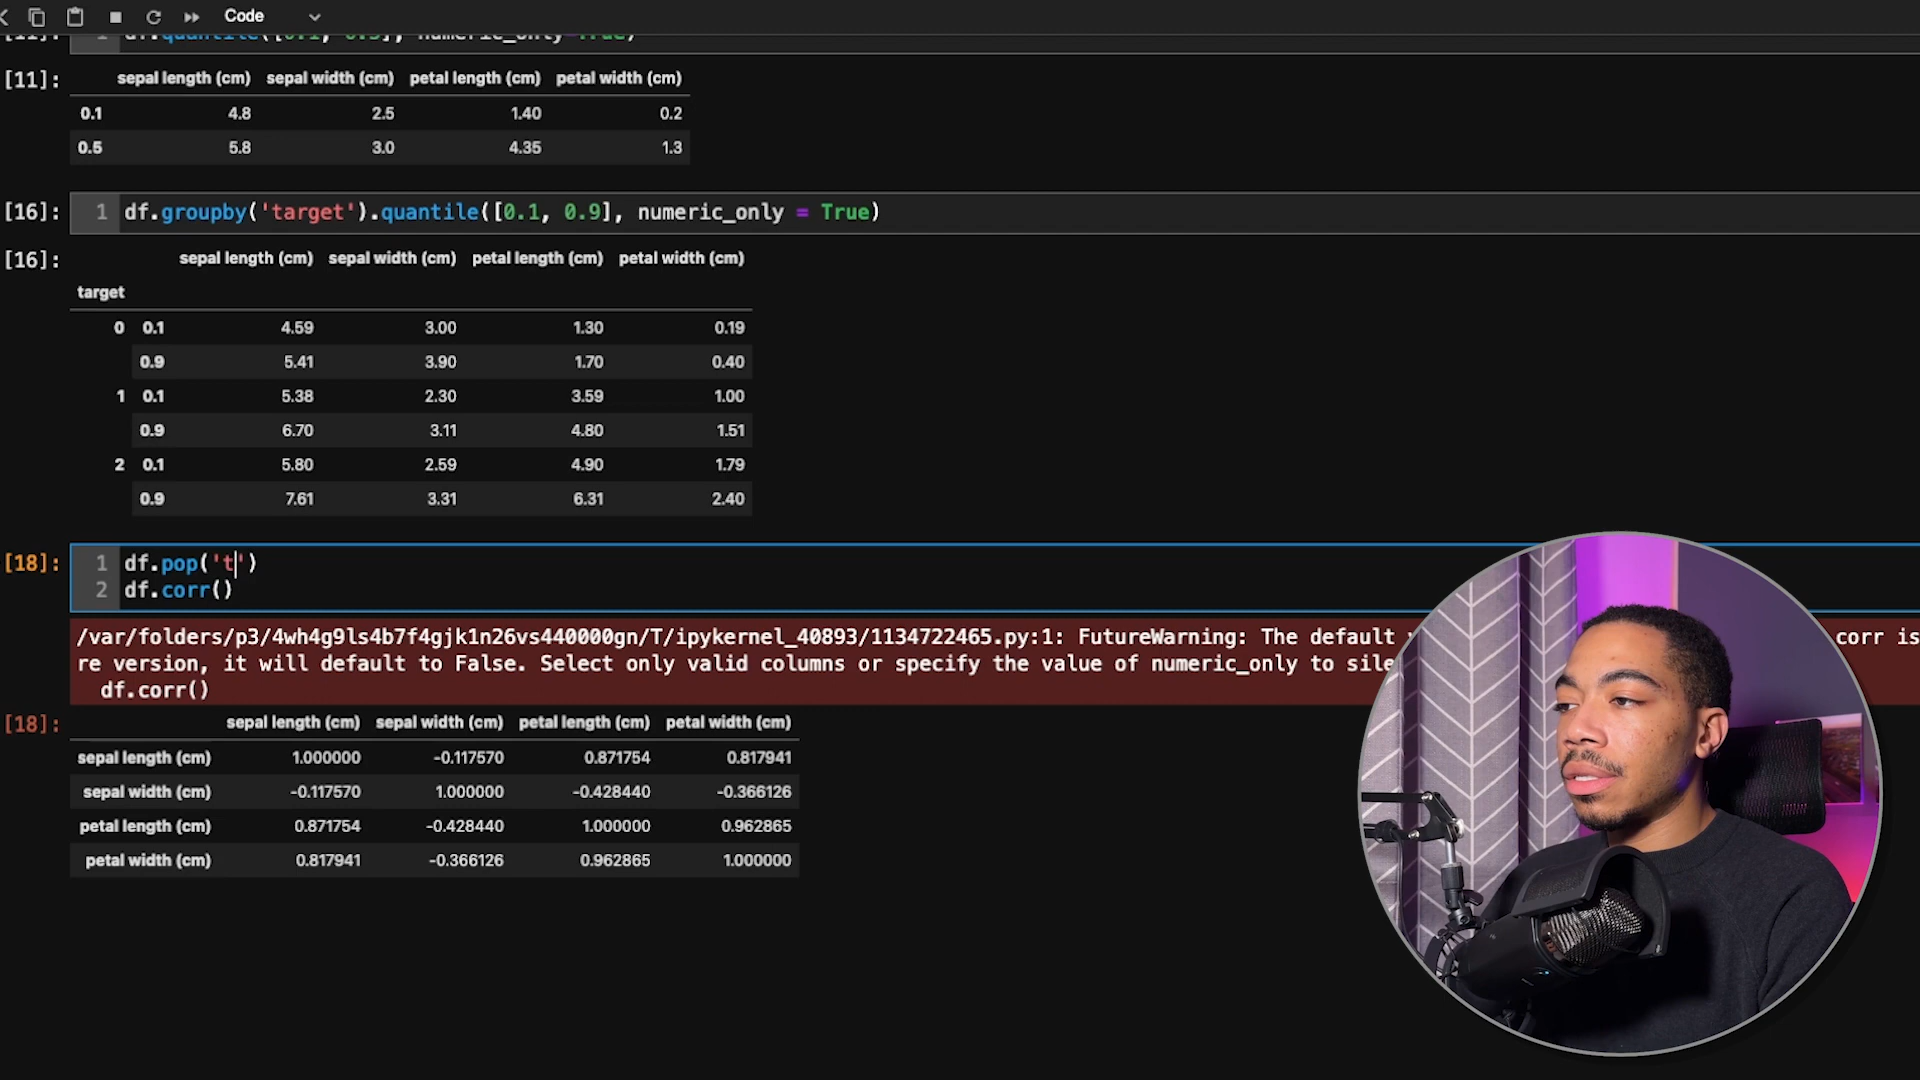 Code
[11]: 1 df.quantile([0.1, 0.5], numeric_only=True)
[11]: sepal length (cm) sepal width (cm) petal length (cm) petal width (cm)
0.1 4.8 2.5 1.40 0.2
0.5 5.8 3.0 4.35 1.3
[16]: 1 df.groupby('target').quantile([0.1, 0.9], numeric_only = True)
[16]: sepal length (cm) sepal width (cm) petal length (cm) petal width (cm)
target
0 0.1 4.59 3.00 1.30 0.19
0.9 5.41 3.90 1.70 0.40
1 0.1 5.38 2.30 3.59 1.00
0.9 6.70 3.11 4.80 1.51
2 0.1 5.80 2.59 4.90 1.79
0.9 7.61 3.31 6.31 2.40
[18]: 1 df.pop('t')
2 df.corr()
/var/folders/p3/4wh4g9ls4b7f4gjk1n26vs440000gn/T/ipykernel_40893/1134722465.py:1: FutureWarning: The default corr is
re version, it will default to False. Select only valid columns or specify the value of numeric_only to sile
df.corr()
[18]: sepal length (cm) sepal width (cm) petal length (cm) petal width (cm)
sepal length (cm) 1.000000 -0.117570 0.871754 0.817941
sepal width (cm) -0.117570 1.000000 -0.428440 -0.366126
petal length (cm) 0.871754 -0.428440 1.000000 0.962865
petal width (cm) 0.817941 -0.366126 0.962865 1.000000